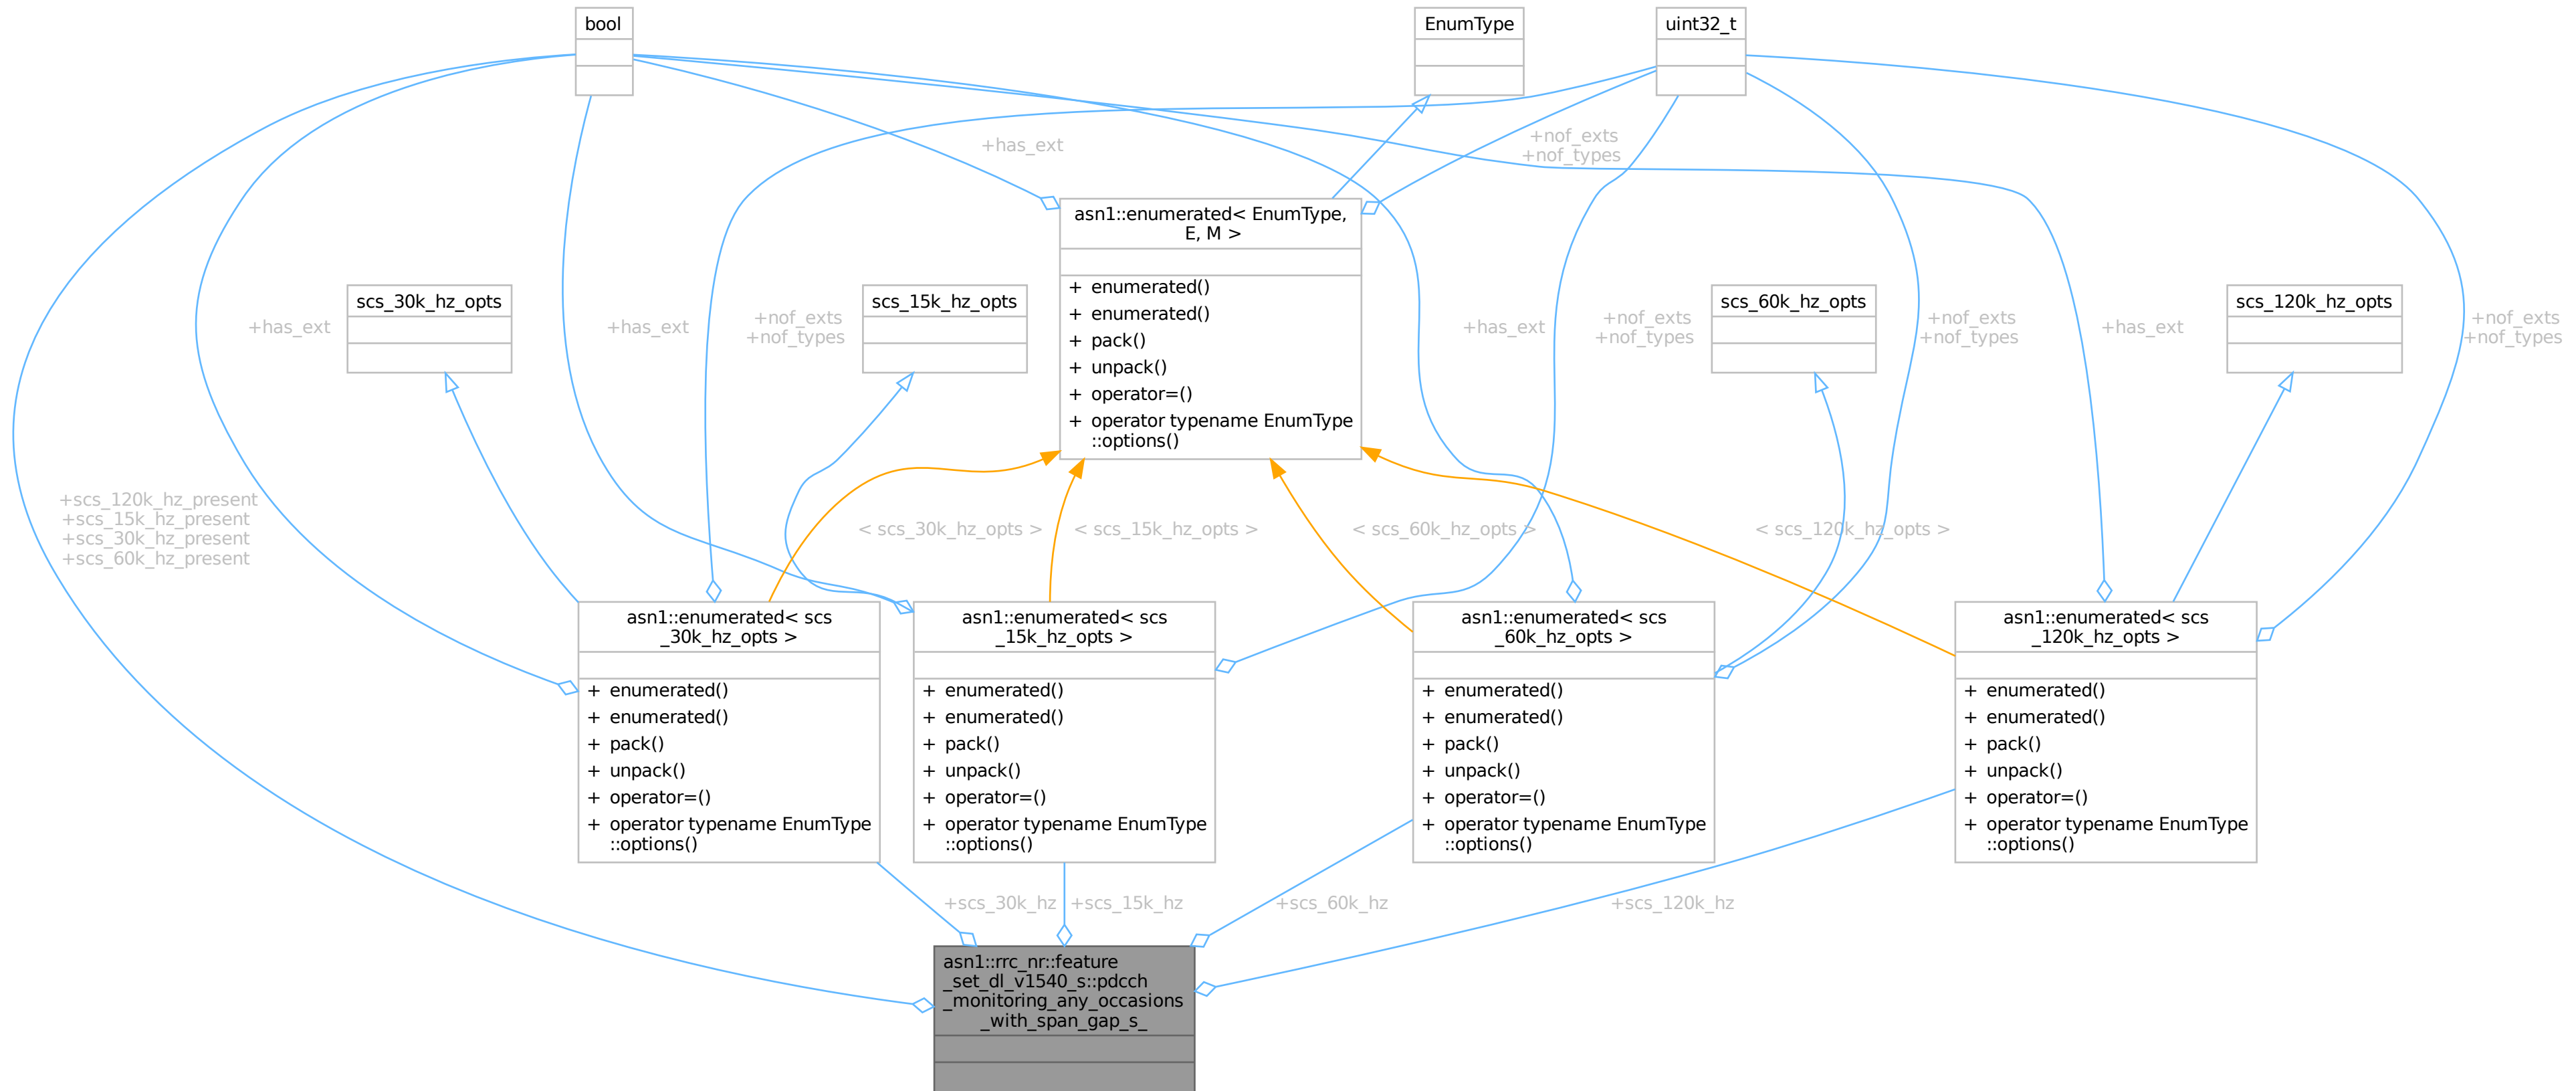 bool
EnumType
uint32_t
+has_ext
+nof_exts
+nof_types
asn1::enumerated< EnumType,
E, M >
+ enumerated()
+ enumerated()
+ pack()
+ unpack()
+ operator=()
+ operator typename EnumType
::options()
scs_30k_hz_opts
scs_15k_hz_opts
scs_60k_hz_opts
scs_120k_hz_opts
+has_ext
+has_ext
+nof_exts
+nof_types
+has_ext
+nof_exts
+nof_types
+nof_exts
+nof_types
+has_ext
+nof_exts
+nof_types
+scs_120k_hz_present
+scs_15k_hz_present
+scs_30k_hz_present
+scs_60k_hz_present
< scs_30k_hz_opts >
< scs_15k_hz_opts >
< scs_60k_hz_opts >
< scs_120k_hz_opts >
asn1::enumerated< scs
_30k_hz_opts >
+ enumerated()
+ enumerated()
+ pack()
+ unpack()
+ operator=()
+ operator typename EnumType
::options()
asn1::enumerated< scs
_15k_hz_opts >
+ enumerated()
+ enumerated()
+ pack()
+ unpack()
+ operator=()
+ operator typename EnumType
::options()
asn1::enumerated< scs
_60k_hz_opts >
+ enumerated()
+ enumerated()
+ pack()
+ unpack()
+ operator=()
+ operator typename EnumType
::options()
asn1::enumerated< scs
_120k_hz_opts >
+ enumerated()
+ enumerated()
+ pack()
+ unpack()
+ operator=()
+ operator typename EnumType
::options()
+scs_30k_hz
+scs_15k_hz
+scs_60k_hz
+scs_120k_hz
asn1::rrc_nr::feature
_set_dl_v1540_s::pdcch
_monitoring_any_occasions
_with_span_gap_s_